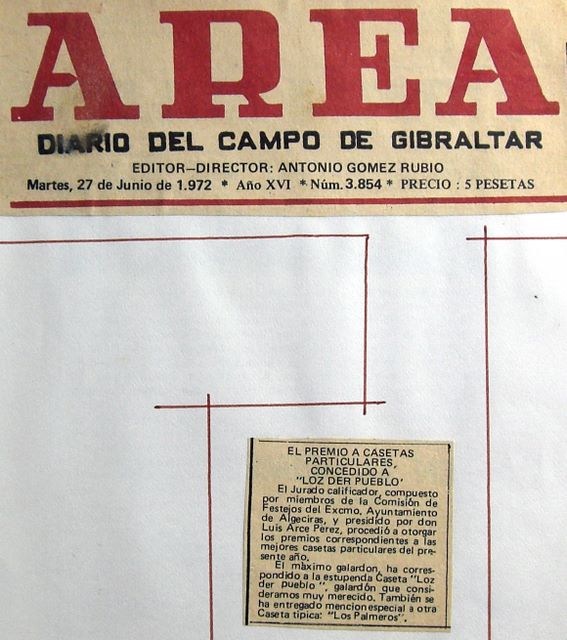 AREA
DIARIO DEL CAMPO DE GIBRALTAR
EDITOR—DIRECTOR: ANTONIO GOMEZ RUBIO
Martes, 27 de Junio de 1.972 * Año XVI * Núm. 3.854 * PRECIO : 5 PESETAS
EL PREMIO A CASETAS
PARTICULARES,
CONCEDIDO A
"LOZ DER PUEBLO'
El Jurado calificador, compuesto
por miembros de la Comisión de
Festejos del Excmo. Ayuntamiento
de Algeciras, y presidido por don
Luis Arce Pérez, procedió a otorgar
los premios correspondientes a las
mejores casetas particulares del pre-
sente año.
El máximo galardon, ha corres-
pondido a la estupenda Caseta "Loz
der pueblo", galardón que consi-
deramos muy merecido. También se
ha entregado mencion especial a otra
Caseta típica: "Los Palmeros".